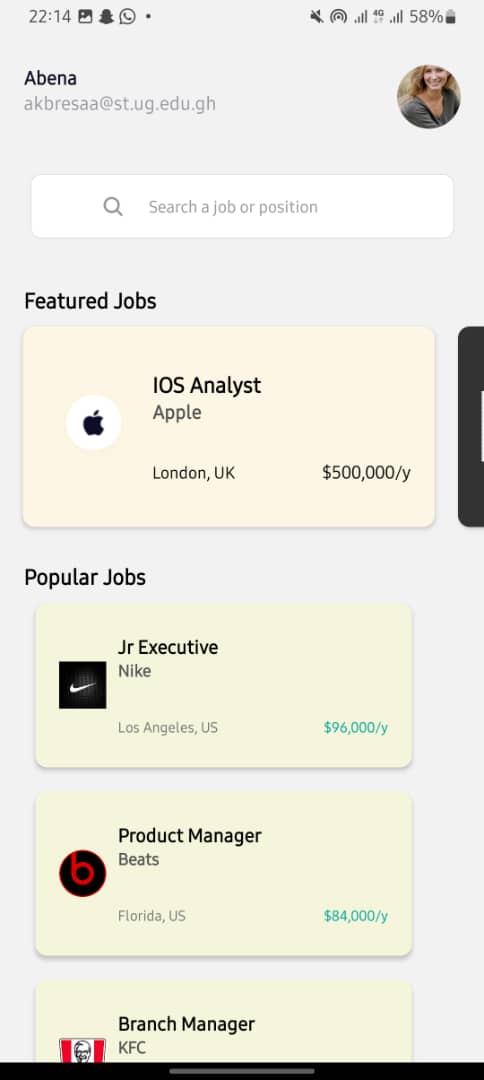 22:14
4G
58%
Abena
akbresaa@st.ug.edu.gh
Search a job or position
Featured Jobs
IOS Analyst
Apple
London, UK
$500,000/y
Popular Jobs
Jr Executive
Nike
Los Angeles, US
$96,000/y
Product Manager
Beats
Florida, US
$84,000/y
Branch Manager
KFC